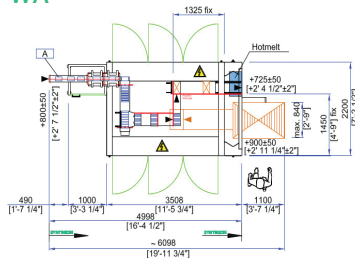 WA
1325 fix
Hotmelt
A
+725±50
[+2' 4 1/2"±2"]
+800±50
[+2' 7 1/2"±2"]
max. 840
[2'-9"]
1450
[4'-9"] fix
2200
+900±50
[+2' 11 1/4"±2"]
490
[1'-7 1/4"]
1000
[3'-3 1/4"]
3508
[11'-5 3/4"]
1100
[3'-7 1/4"]
4998
[16'-4 1/2"]
~ 6098
[19'-11 3/4"]